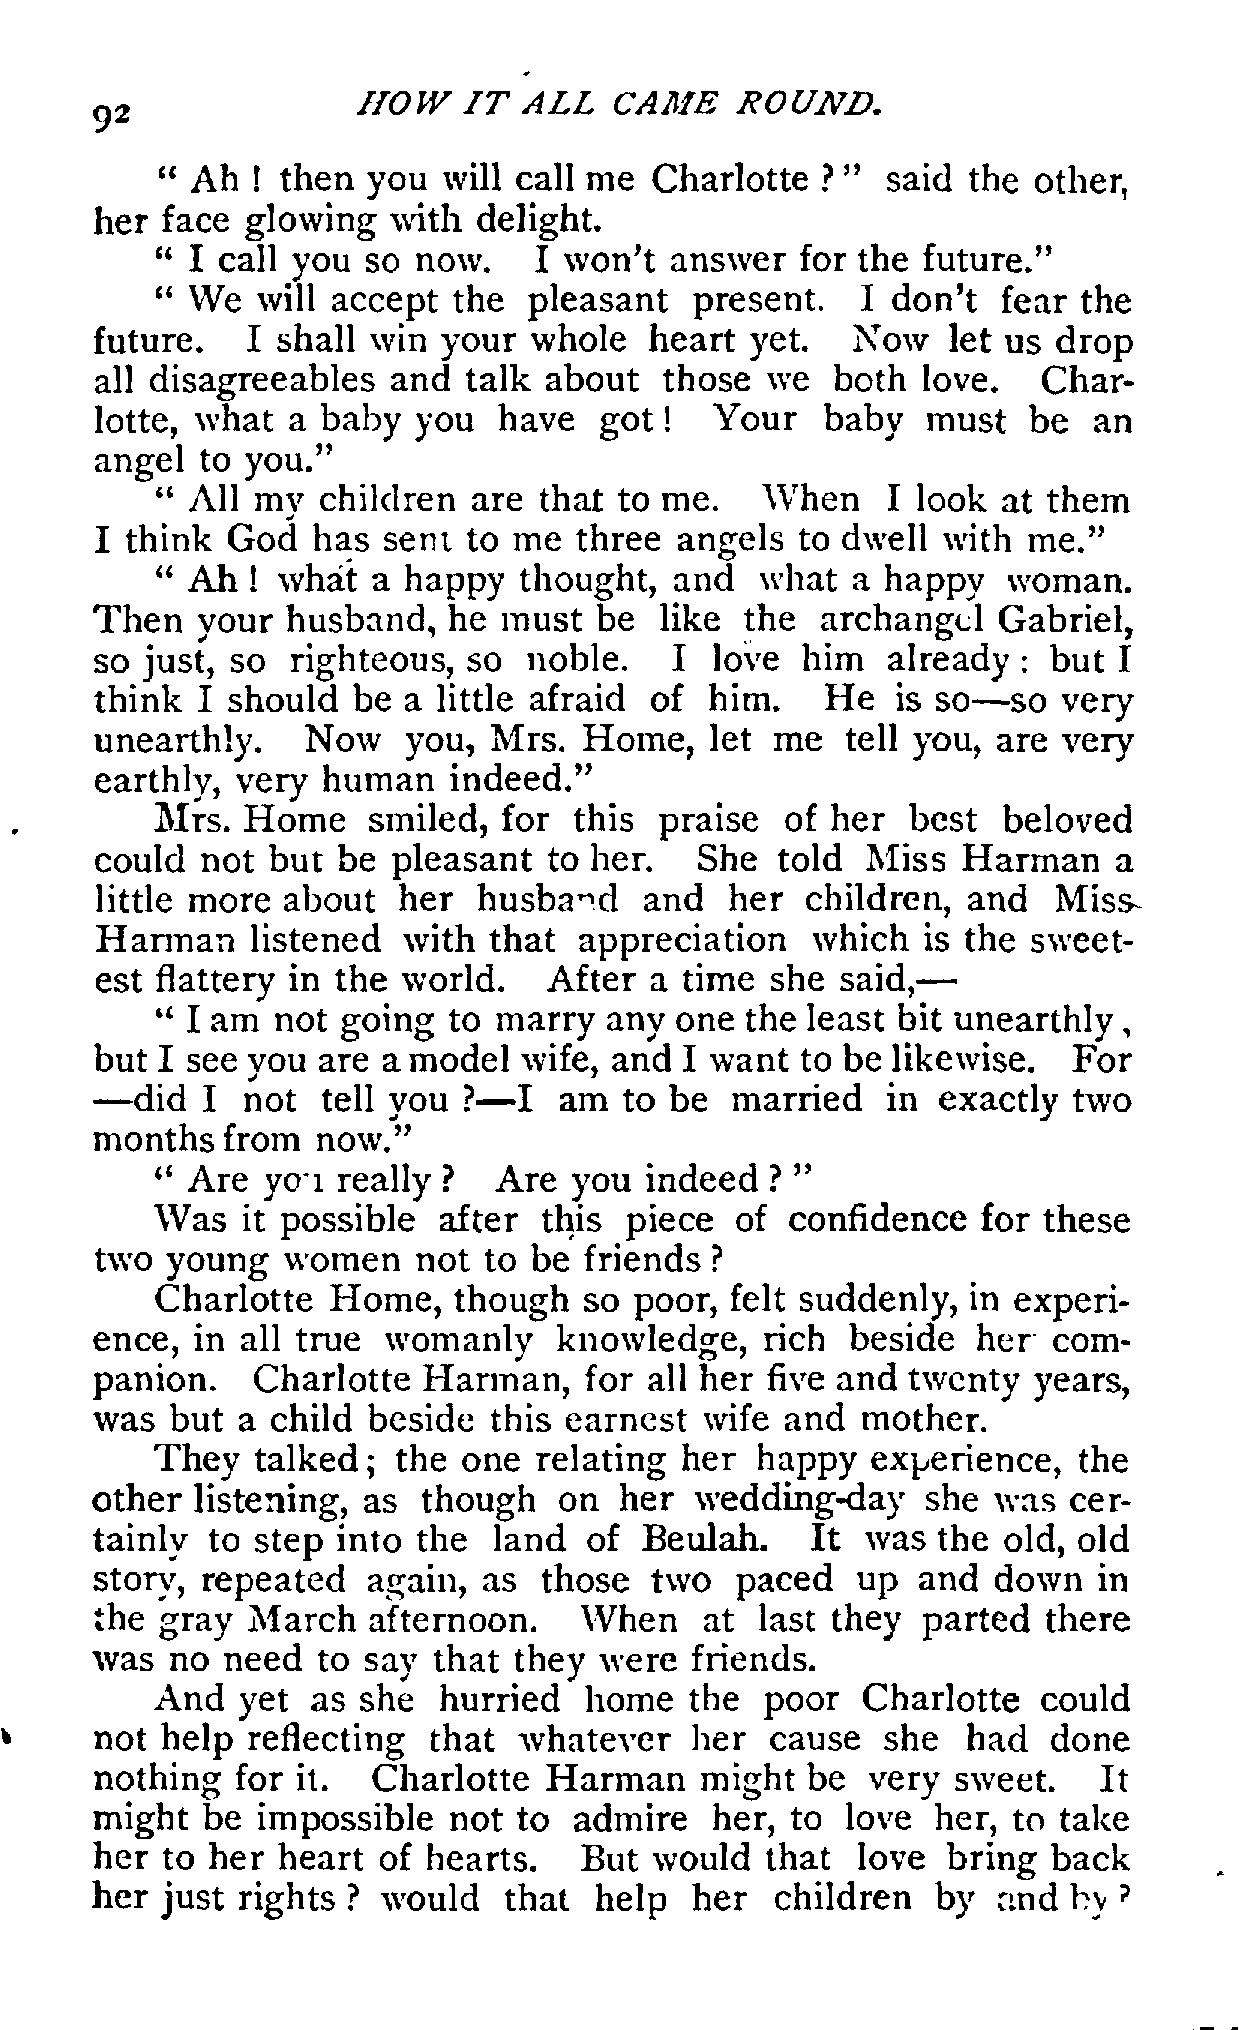 92 HOW IT ALL CAME ROUND.
" Ah ! then you will call me Charlotte ? " said the other,
her face glowing with delight.
" I call you so now. I won't answer for the future."
" We will accept the pleasant present. I don't fear the
future. I shall win your whole heart yet. Now let us drop
all disagreeables and talk about those we both love. Char-
lotte, what a baby you have got ! Your baby must be an
angel to you."
" All my children are that to me. When I look at them
I think God has sent to me three angels to dwell with me."
" Ah ! what a happy thought, and what a happy woman.
Then your husband, he must be like the archangel Gabriel,
so just, so righteous, so noble. I love him already : but I
think I should be a little afraid of him. He is so—so very
unearthly. Now you, Mrs. Home, let me tell you, are very
earthly, very human indeed."
Mrs. Home smiled, for this praise of her best beloved
could not but be pleasant to her. She told Miss Harman a
little more about her husband and her children, and Miss
Harman listened with that appreciation which is the sweet-
est flattery in the world. After a time she said,—
" I am not going to marry any one the least bit unearthly ,
but I see you are a model wife, and I want to be likewise. For
—did I not tell you ?—I am to be married in exactly two
months from now."
" Are you really ? Are you indeed ? "
Was it possible after this piece of confidence for these
two young women not to be friends ?
Charlotte Home, though so poor, felt suddenly, in experi-
ence, in all true womanly knowledge, rich beside her com-
panion. Charlotte Harman, for all her five and twenty years,
was but a child beside this earnest wife and mother.
They talked ; the one relating her happy experience, the
other listening, as though on her wedding-day she was cer-
tainly to step into the land of Beulah. It was the old, old
story, repeated again, as those two paced up and down in
the gray March afternoon. When at last they parted there
was no need to say that they were friends.
And yet as she hurried home the poor Charlotte could
not help reflecting that whatever her cause she had done
nothing for it. Charlotte Harman might be very sweet. It
might be impossible not to admire her, to love her, to take
her to her heart of hearts. But would that love bring back
her just rights ? would that help her children by and by ?